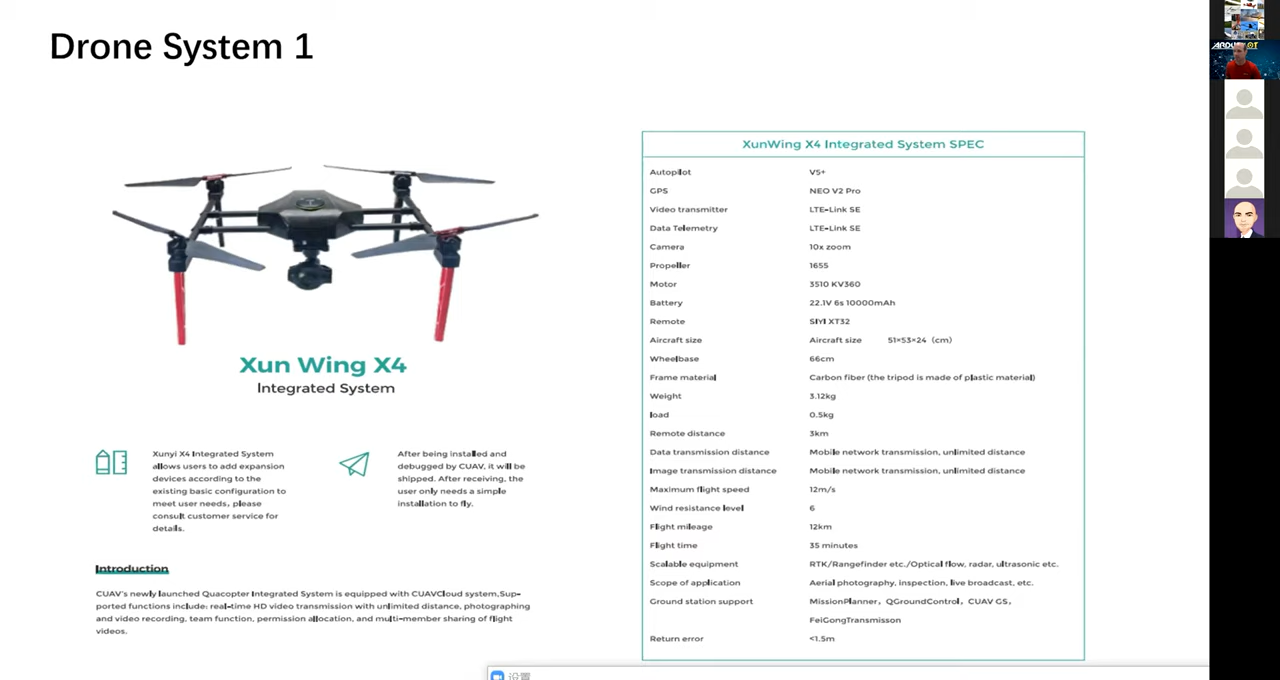 Drone System 1
Xun Wing X4
Integrated System
Xunyi X4 Integrated System
allows users to add expansion
devices according to the
existing basic configuration to
meet user needs, please
consult customer service for
details.
After being installed and
debugged by CUAV, it will be
shipped. After receiving, the
user only needs a simple
installation to fly.
Introduction
CUAV's newly launched Quacopter Integrated System is equipped with CUAVCloud system,Sup-
ported functions include: real-time HD video transmission with unlimited distance, photographing
and video recording, team function, permission allocation, and multi-member sharing of flight
videos.
XunWing X4 Integrated System SPEC
Autopilot V5+
GPS NEO V2 Pro
Video transmitter LTE-Link SE
Data Telemetry LTE-Link SE
Camera 10x zoom
Propeller 1655
Motor 3510 KV360
Battery 22.1V 6s 10000mAh
Remote SIYI XT32
Aircraft size Aircraft size 51*53*24（cm）
Wheelbase 66cm
Frame material Carbon fiber (the tripod is made of plastic material)
Weight 3.12kg
load 0.5kg
Remote distance 3km
Data transmission distance Mobile network transmission, unlimited distance
Image transmission distance Mobile network transmission, unlimited distance
Maximum flight speed 12m/s
Wind resistance level 6
Flight mileage 12km
Flight time 35 minutes
Scalable equipment RTK/Rangefinder etc./Optical flow, radar, ultrasonic etc.
Scope of application Aerial photography, inspection, live broadcast, etc.
Ground station support MissionPlanner，QGroundControl，CUAV GS，
FeiGongTransmisson
Return error <1.5m
设置